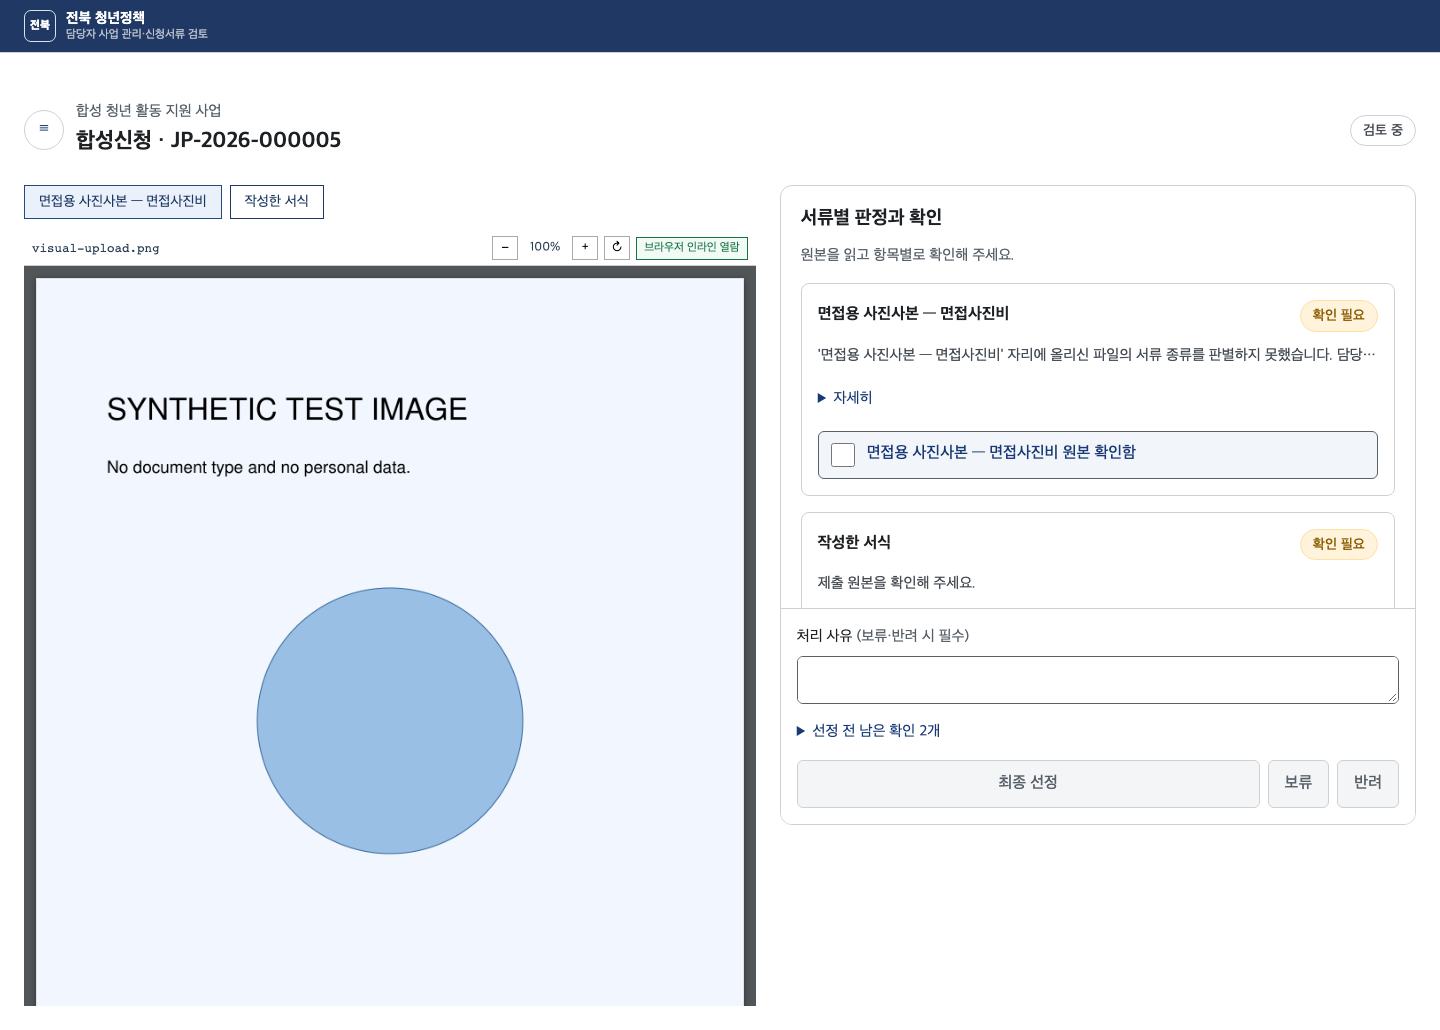 전북
전북 청년정책
담당자 사업 관리·신청서류 검토
≡
합성 청년 활동 지원 사업
합성신청 · JP-2026-000005
검토 중
면접용 사진사본 — 면접사진비
작성한 서식
visual-upload.png
−
100%
+
↻
브라우저 인라인 열람
SYNTHETIC TEST IMAGE
No document type and no personal data.
서류별 판정과 확인
원본을 읽고 항목별로 확인해 주세요.
면접용 사진사본 — 면접사진비
확인 필요
'면접용 사진사본 — 면접사진비' 자리에 올리신 파일의 서류 종류를 판별하지 못했습니다. 담당…
▶ 자세히
면접용 사진사본 — 면접사진비 원본 확인함
작성한 서식
확인 필요
제출 원본을 확인해 주세요.
처리 사유 (보류·반려 시 필수)
▶ 선정 전 남은 확인 2개
최종 선정
보류
반려